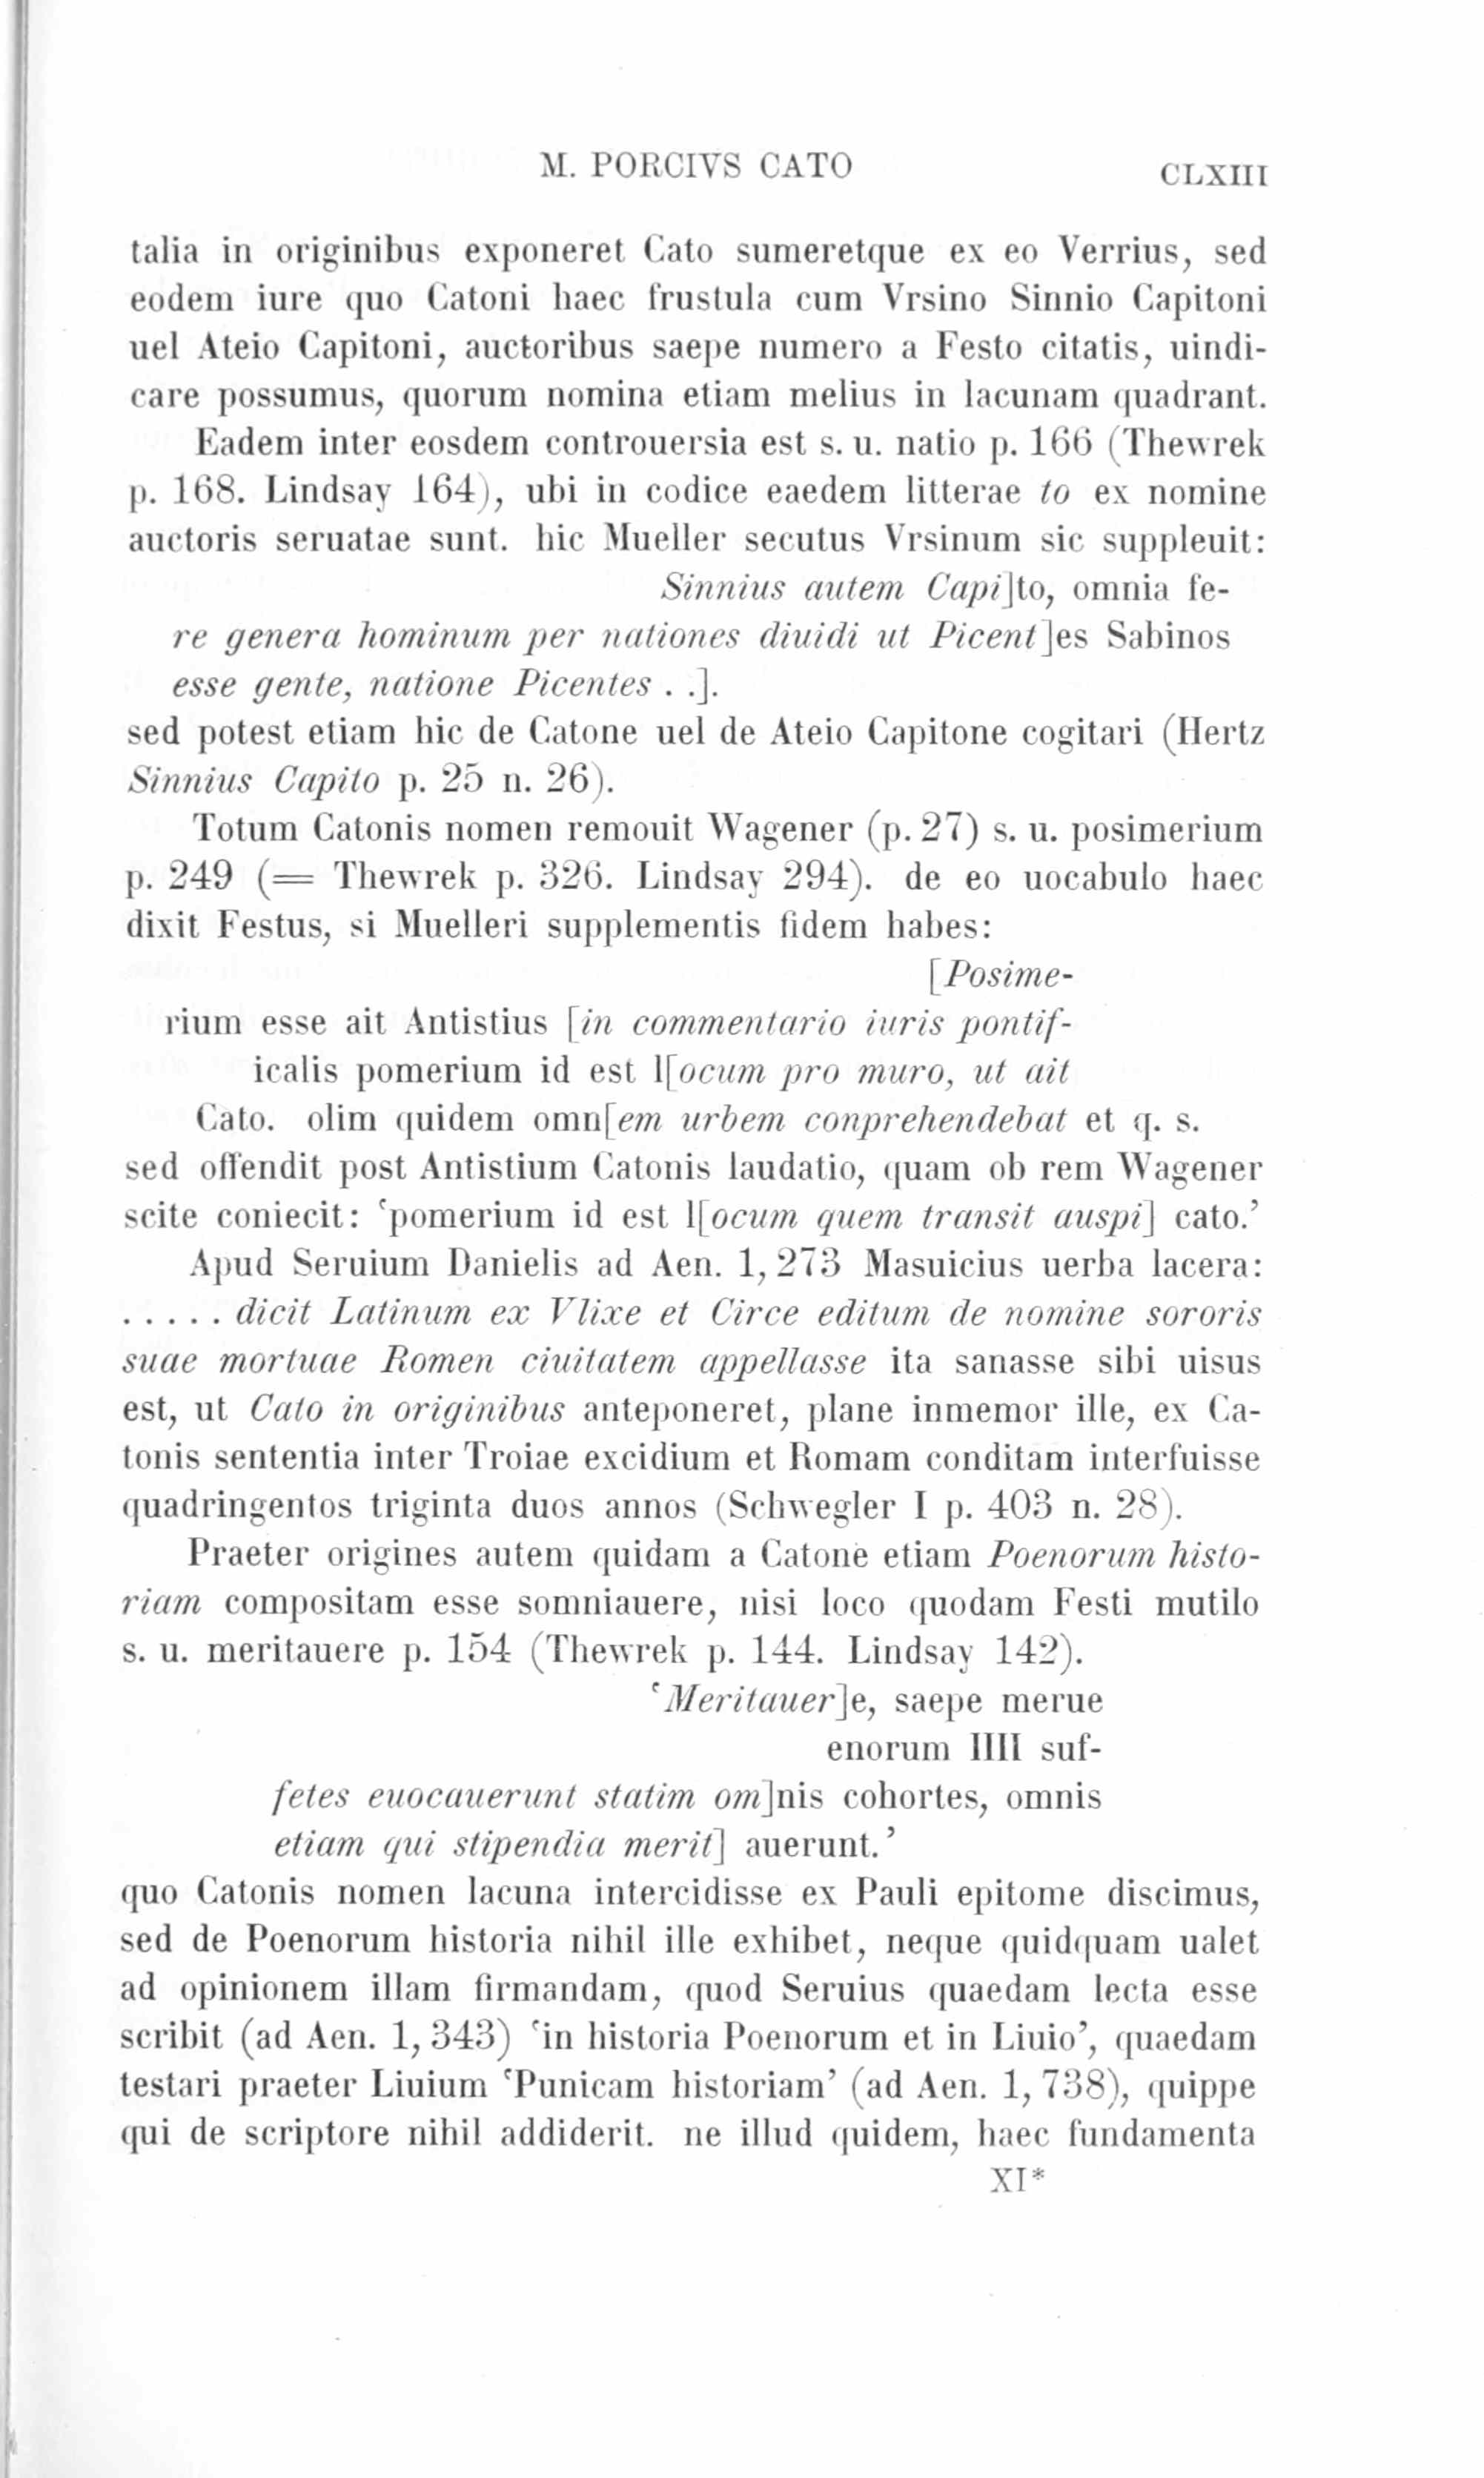 M. PORCIVS CATO CLXIII
talia in originibus exponeret Cato sumeretque ex eo Verrius, sed
eodem iure quo Catoni haec frustula cum Vrsino Sinnio Capitoni
uel Ateio Capitoni, auctoribus saepe numero a Festo citatis, uindi-
care possumus, quorum nomina etiam melius in lacunam quadrant.
Eadem inter eosdem controuersia est s. u. natio p. 166 (Thewrek
p. 168. Lindsay 164), ubi in codice eaedem litterae to ex nomine
auctoris seruatae sunt. hic Mueller secutus Vrsinum sic suppleuit:
Sinnius autem Capi]to, omnia fe-
re genera hominum per nationes diuidi ut Picent]es Sabinos
esse gente, natione Picentes . .].
sed potest etiam hic de Catone uel de Ateio Capitone cogitari (Hertz
Sinnius Capito p. 25 n. 26).
Totum Catonis nomen remouit Wagener (p. 27) s. u. posimerium
p. 249 (= Thewrek p. 326. Lindsay 294). de eo uocabulo haec
dixit Festus, si Muelleri supplementis fidem habes:
[Posime-
rium esse ait Antistius [in commentario iuris pontif-
icalis pomerium id est l[ocum pro muro, ut ait
Cato. olim quidem omn[em urbem conprehendebat et q. s.
sed offendit post Antistium Catonis laudatio, quam ob rem Wagener
scite coniecit: ‘pomerium id est l[ocum quem transit auspi] cato.’
Apud Seruium Danielis ad Aen. 1, 273 Masuicius uerba lacera:
. . . . . dicit Latinum ex Vlixe et Circe editum de nomine sororis
suae mortuae Romen ciuitatem appellasse ita sanasse sibi uisus
est, ut Cato in originibus anteponeret, plane inmemor ille, ex Ca-
tonis sententia inter Troiae excidium et Romam conditam interfuisse
quadringentos triginta duos annos (Schwegler I p. 403 n. 28).
Praeter origines autem quidam a Catone etiam Poenorum histo-
riam compositam esse somniauere, nisi loco quodam Festi mutilo
s. u. meritauere p. 154 (Thewrek p. 144. Lindsay 142).
‘Meritauer]e, saepe merue
enorum IIII suf-
fetes euocauerunt statim om]nis cohortes, omnis
etiam qui stipendia merit] auerunt.’
quo Catonis nomen lacuna intercidisse ex Pauli epitome discimus,
sed de Poenorum historia nihil ille exhibet, neque quidquam ualet
ad opinionem illam firmandam, quod Seruius quaedam lecta esse
scribit (ad Aen. 1, 343) ‘in historia Poenorum et in Liuio’, quaedam
testari praeter Liuium ‘Punicam historiam’ (ad Aen. 1, 738), quippe
qui de scriptore nihil addiderit. ne illud quidem, haec fundamenta
XI*